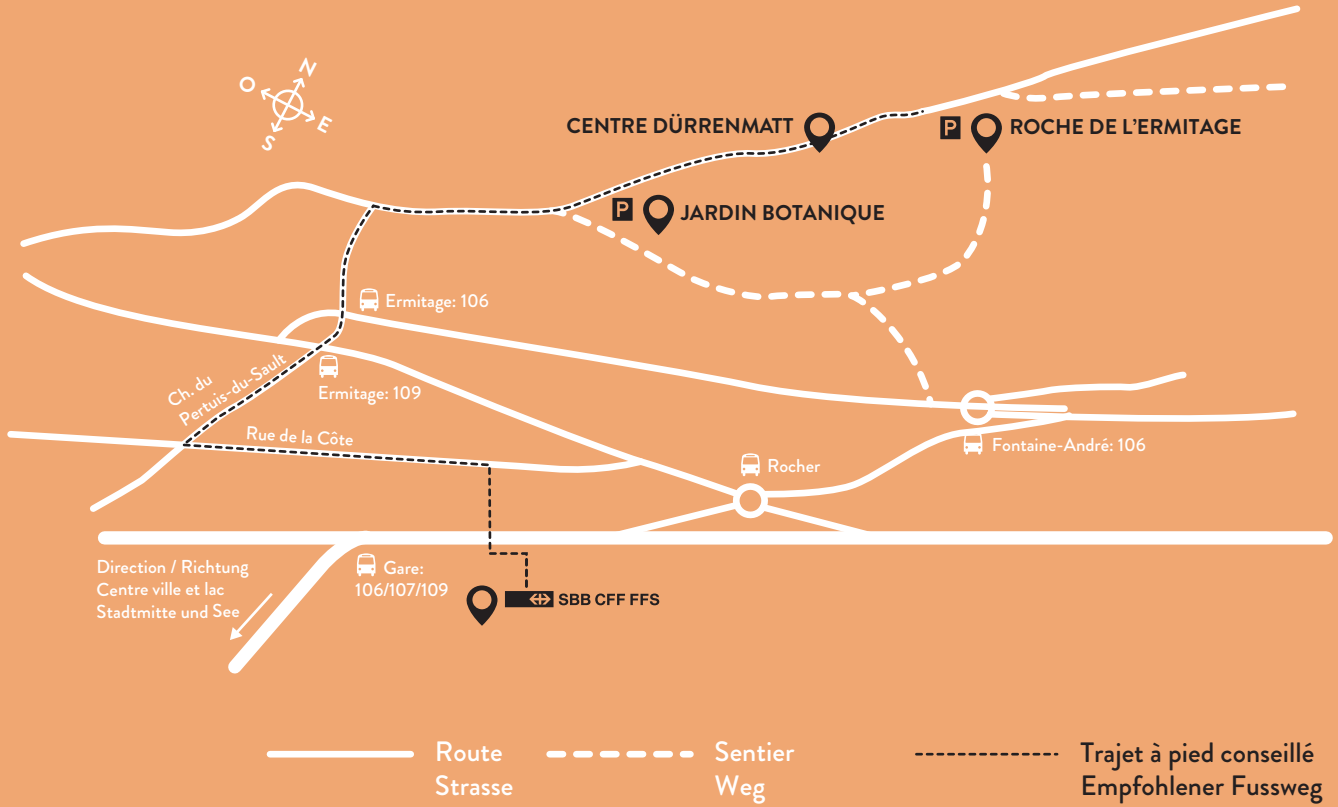 N
O
E
S
CENTRE DÜRRENMATT
P
ROCHE DE L'ERMITAGE
P
JARDIN BOTANIQUE
Ermitage: 106
Ch. du
Pertuis-du-Sault
Ermitage: 109
Rue de la Côte
Fontaine-André: 106
Rocher
Direction / Richtung
Centre ville et lac
Stadtmitte und See
Gare:
106/107/109
SBB CFF FFS
Route
Strasse
Sentier
Weg
Trajet à pied conseillé
Empfohlener Fussweg